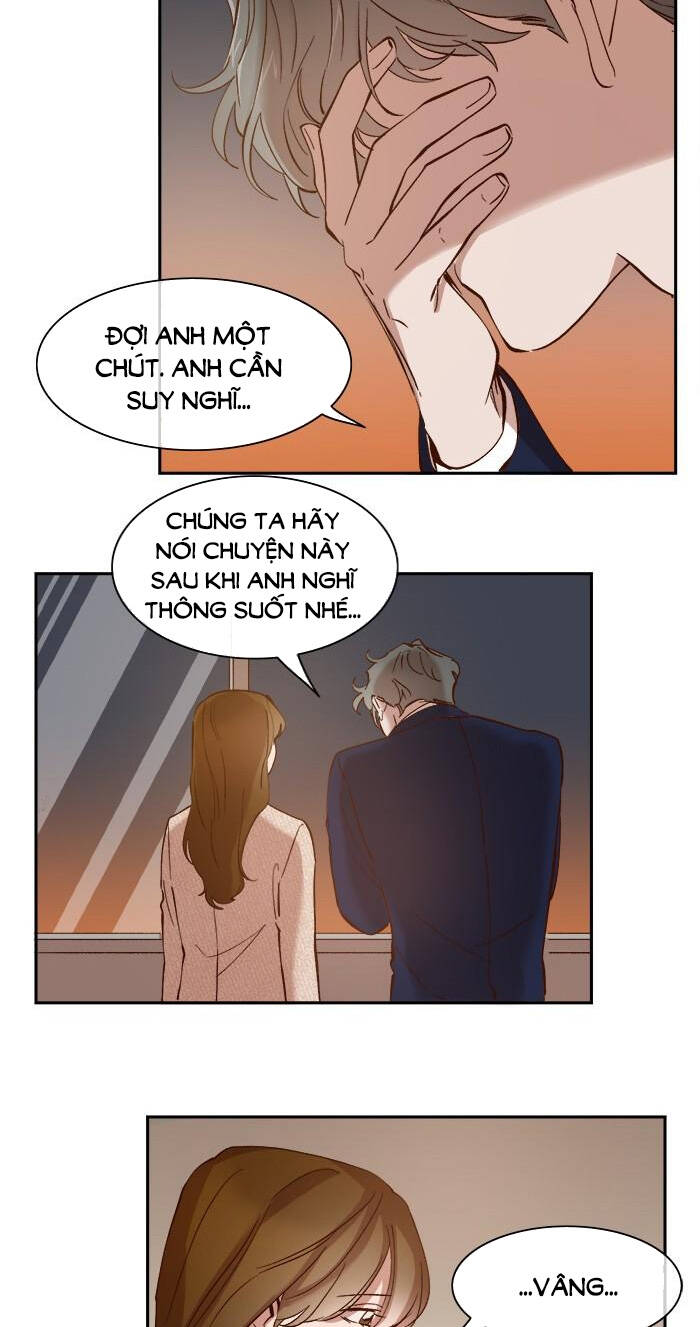 ĐỢI ANH MỘT
CHÚT. ANH CẦN
SUY NGHĨ...
CHÚNG TA HÃY
NÓI CHUYỆN NÀY
SAU KHI ANH NGHĨ
THÔNG SUỐT NHÉ...
...VÂNG...